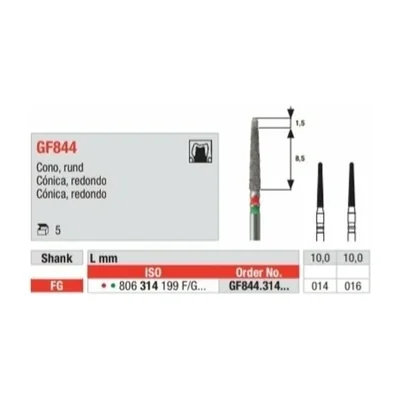 GF844
Cono, rund
Cónica, redondo
Cónica, redondo
5
1,5
8,5
Shank L mm 10,0 10,0
ISO Order No.
FG 806 314 199 F/G... GF844.314... 014 016